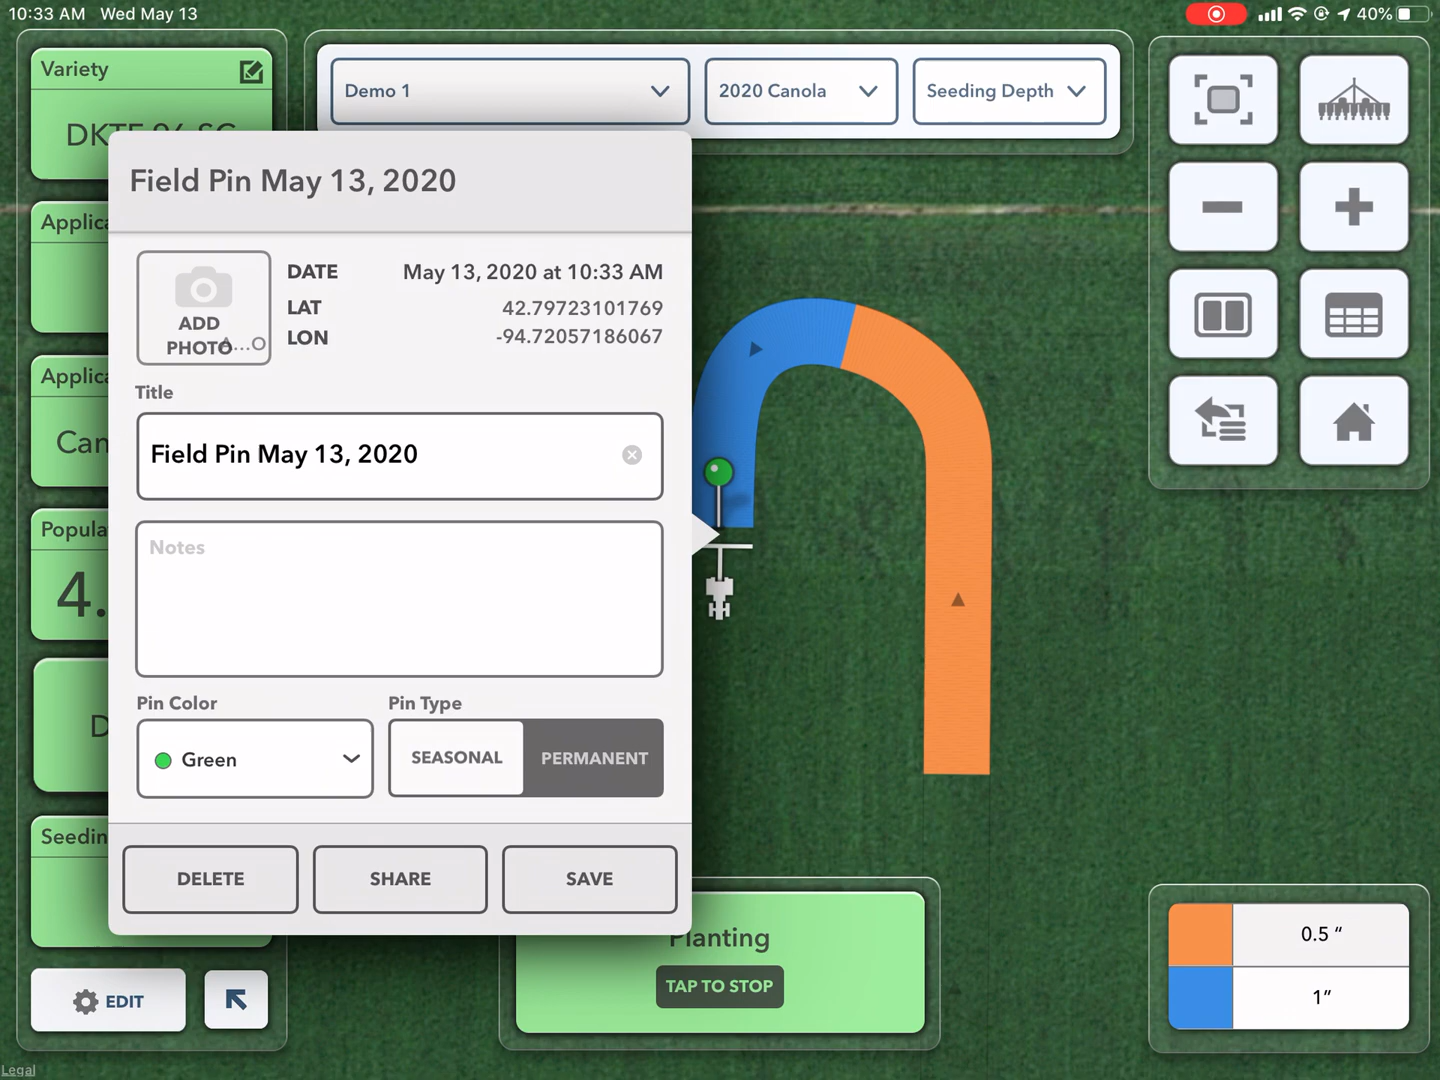 10:33 AM Wed May 13
40%
Variety
Demo 1
2020 Canola
Seeding Depth
Field Pin May 13, 2020
Applica
ADD
PHOTO
A...O
DATE May 13, 2020 at 10:33 AM
LAT 42.79723101769
LON -94.72057186067
Applica
Can
Title
Field Pin May 13, 2020
Popula
4.
Notes
Pin Color
Pin Type
D
Green
SEASONAL
PERMANENT
Seedin
DELETE
SHARE
SAVE
Planting
TAP TO STOP
0.5 “
1”
EDIT
Legal